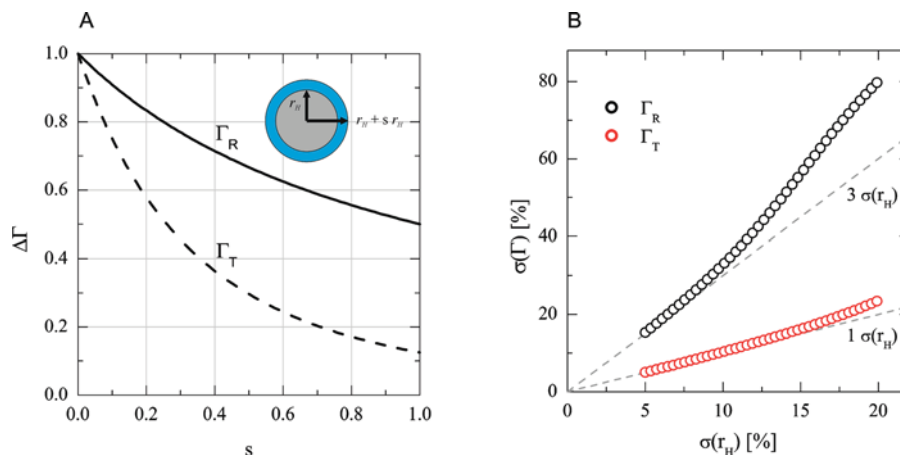 A
1.0
0.8
0.6
0.4
0.2
0.0
ΔΓ
0.0 0.2 0.4 0.6 0.8 1.0
s
Γ_R
Γ_T
r_H
r_H + s r_H
B
80
60
40
20
0
σ(Γ) [%]
0 5 10 15 20
σ(r_H) [%]
Γ_R
Γ_T
3 σ(r_H)
1 σ(r_H)